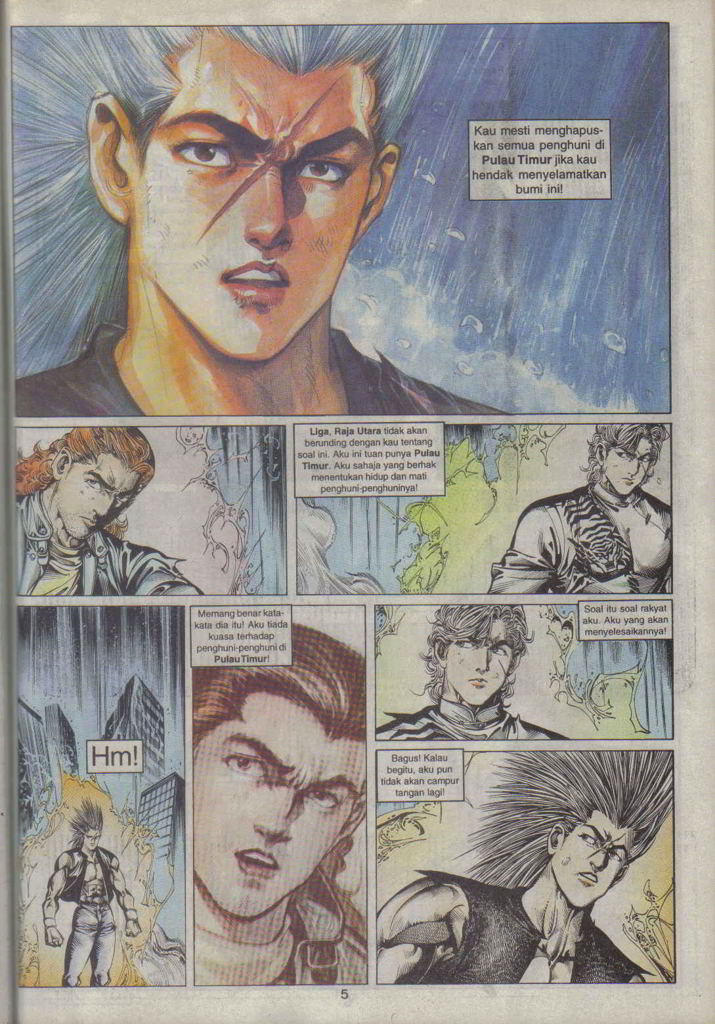 Kau mesti menghapus-
kan semua penghuni di
Pulau Timur jika kau
hendak menyelamatkan
bumi ini!
Liga, Raja Utara tidak akan
berunding dengan kau tentang
soal ini. Aku ini tuan punya Pulau
Timur. Aku sahaja yang berhak
menentukan hidup dan mati
penghuni-penghuninya!
Hm!
Memang benar kata-
kata dia itu! Aku tiada
kuasa terhadap
penghuni-penghuni di
Pulau Timur!
Soal itu soal rakyat
aku. Aku yang akan
menyelesaikannya!
Bagus! Kalau
begitu, aku pun
tidak akan campur
tangan lagi!
5